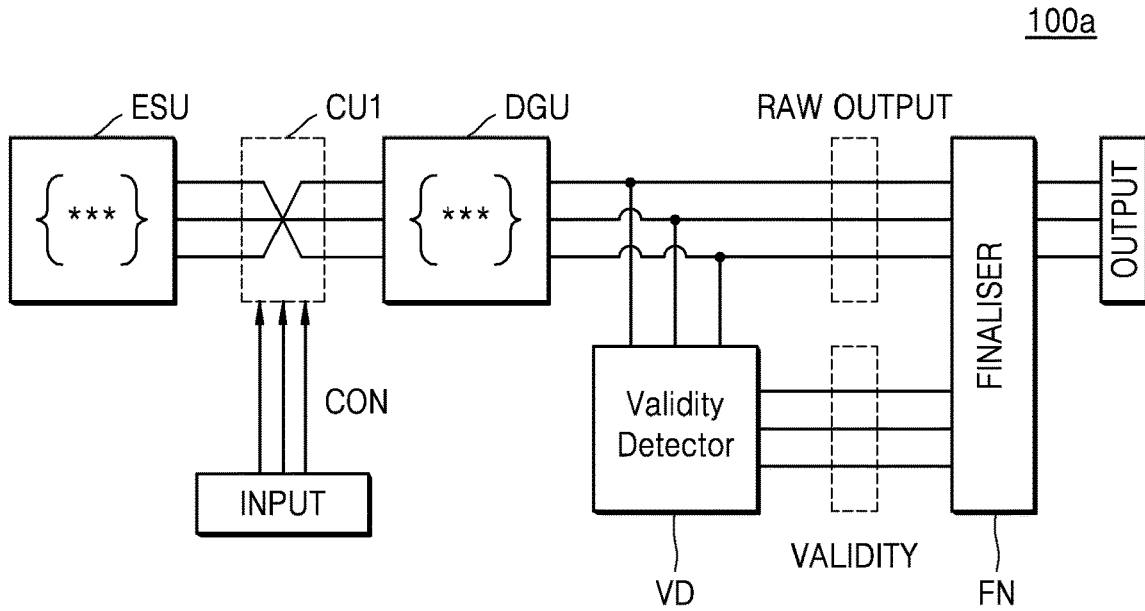 100a
ESU
CU1
DGU
RAW OUTPUT
{ *** }
{ *** }
FINALISER
OUTPUT
CON
Validity
Detector
INPUT
VALIDITY
VD
FN